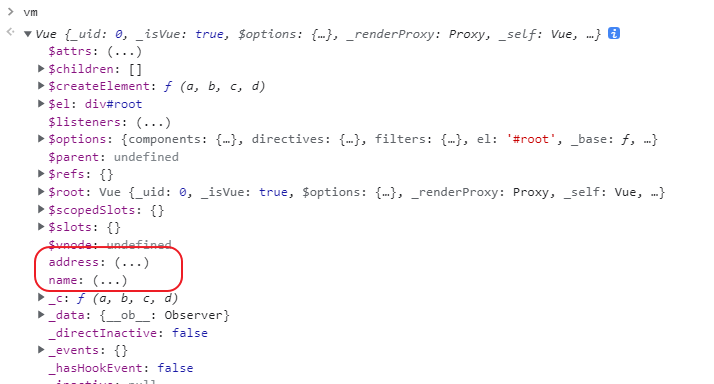 vm
Vue {_uid: 0, _isVue: true, $options: {…}, _renderProxy: Proxy, _self: Vue, …}
$attrs: (...)
$children: []
$createElement: ƒ (a, b, c, d)
$el: div#root
$listeners: (...)
$options: {components: {…}, directives: {…}, filters: {…}, el: '#root', _base: ƒ, …}
$parent: undefined
$refs: {}
$root: Vue {_uid: 0, _isVue: true, $options: {…}, _renderProxy: Proxy, _self: Vue, …}
$scopedSlots: {}
$slots: {}
$vnode: undefined
address: (...)
name: (...)
_c: ƒ (a, b, c, d)
_data: {__ob__: Observer}
_directInactive: false
_events: {}
_hasHookEvent: false
_inactive: null